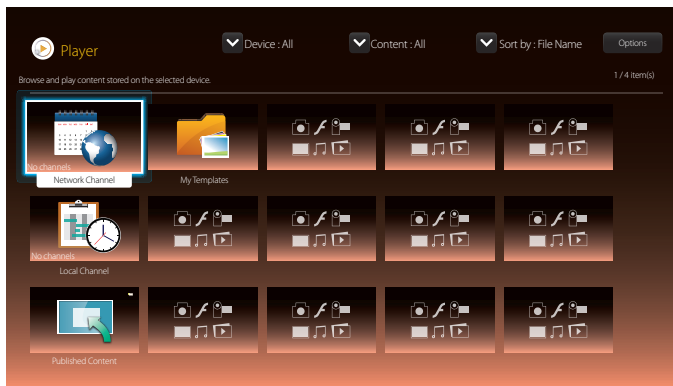 Player
Device : All
Content : All
Sort by : File Name
Options
Browse and play content stored on the selected device.
1 / 4 item(s)
No channels
Network Channel
My Templates
No channels
Local Channel
Published Content